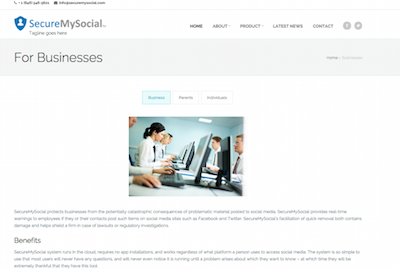 + 1 (646) 546-5621 info@securemysocial.com
SecureMySocial
Tagline goes here
HOME ABOUT PRODUCT LATEST NEWS CONTACT
For Businesses
Home / Businesses
Business Parents Individuals
SecureMySocial protects businesses from the potentially catastrophic consequences of problematic material posted to social media. SecureMySocial provides real-time
warnings to employees if they or their contacts post such items on social media sites such as Facebook and Twitter. SecureMySocial's facilitation of quick removal both contains
damage and helps shield a firm in case of lawsuits or regulatory investigations.
Benefits
SecureMySocial system runs in the cloud, requires no app installations, and works regardless of what platform a person uses to access social media. The system is so simple to
use that most users will never have any questions, and will never even notice it is running until a problem arises about which they want to know – at which time they will be
extremely thankful that they have this tool.